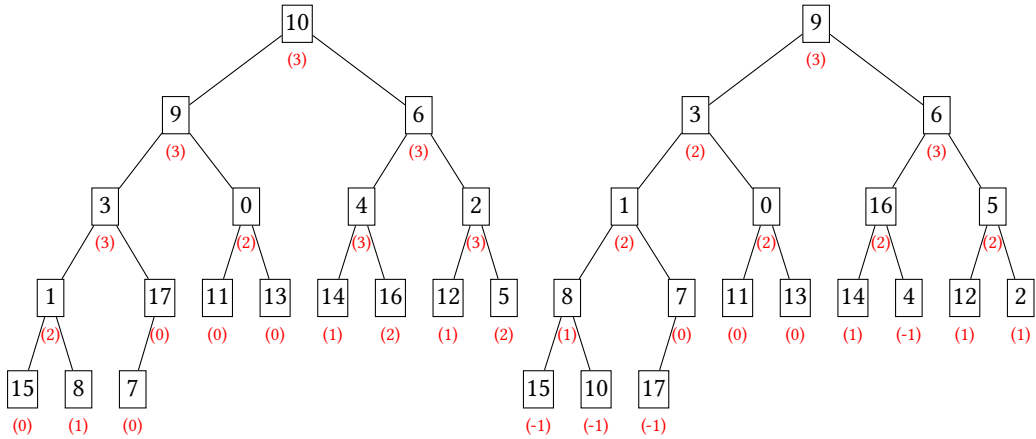 10 9
(3) (3)
9 6 3 6
(3) (3) (2) (3)
3 0 4 2 1 0 16 5
(3) (2) (3) (3) (2) (2) (2) (2)
1 17 11 13 14 16 12 5 8 7 11 13 14 4 12 2
(2) (0) (0) (0) (1) (2) (1) (2) (1) (0) (0) (0) (1) (-1) (1) (1)
15 8 7 15 10 17
(0) (1) (0) (-1) (-1) (-1)